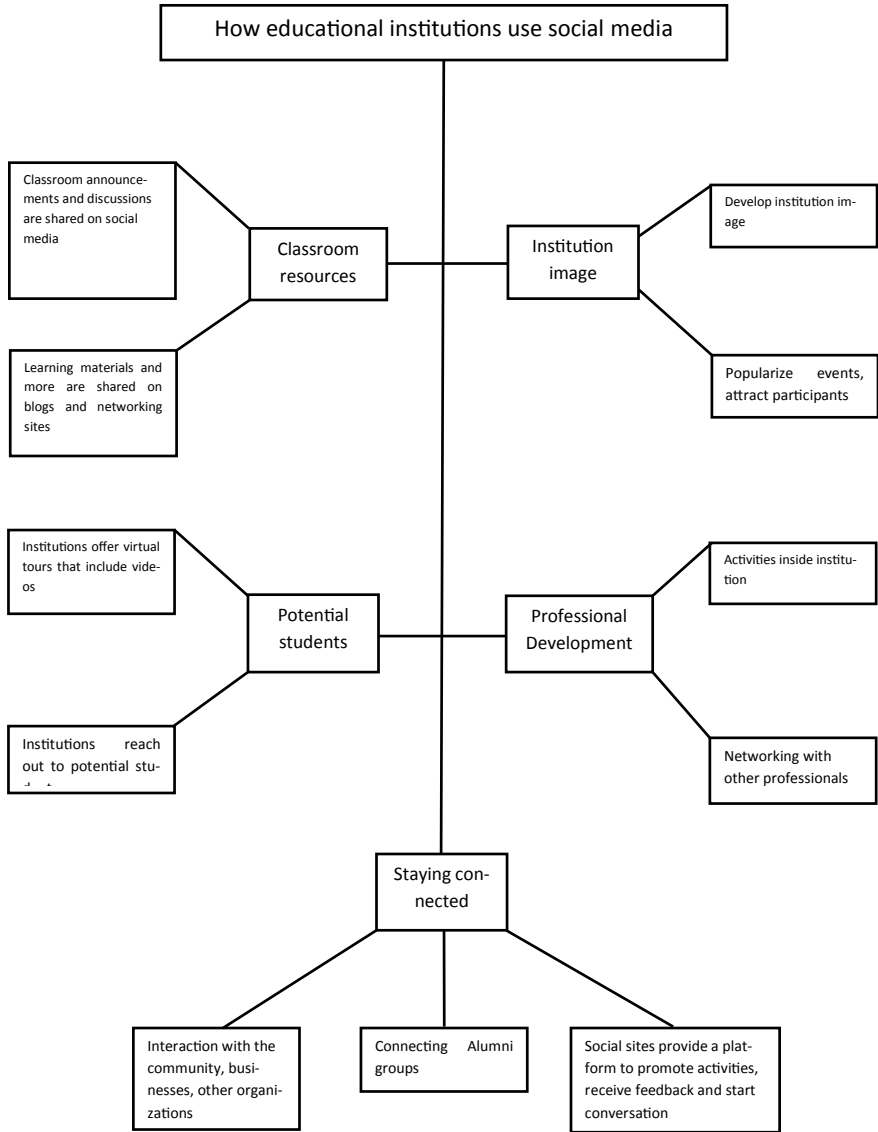 How educational institutions use social media
Classroom announce-
ments and discussions
are shared on social
media
Classroom
resources
Learning materials and
more are shared on
blogs and networking
sites
Institution
image
Develop institution im-
age
Popularize events,
attract participants
Institutions offer virtual
tours that include vide-
os
Potential
students
Institutions reach
out to potential stu-
Professional
Development
Activities inside institu-
tion
Networking with
other professionals
Staying con-
nected
Interaction with the
community, busi-
nesses, other organi-
zations
Connecting Alumni
groups
Social sites provide a plat-
form to promote activities,
receive feedback and start
conversation